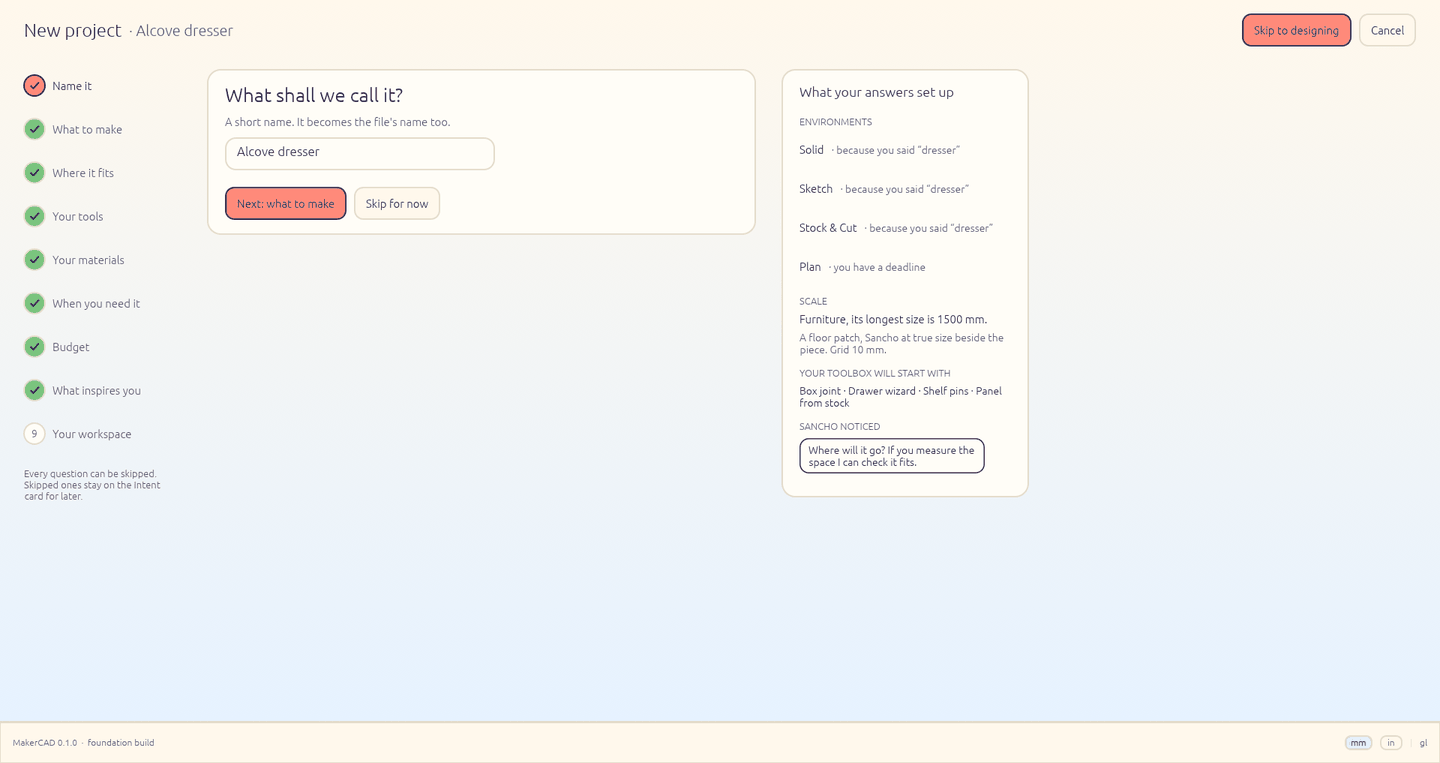 New project · Alcove dresser
Skip to designing
Cancel
Name it
What to make
Where it fits
Your tools
Your materials
When you need it
Budget
What inspires you
9 Your workspace
Every question can be skipped.
Skipped ones stay on the Intent
card for later.
What shall we call it?
A short name. It becomes the file's name too.
Alcove dresser
Next: what to make
Skip for now
What your answers set up
ENVIRONMENTS
Solid · because you said “dresser”
Sketch · because you said “dresser”
Stock & Cut · because you said “dresser”
Plan · you have a deadline
SCALE
Furniture, its longest size is 1500 mm.
A floor patch, Sancho at true size beside the
piece. Grid 10 mm.
YOUR TOOLBOX WILL START WITH
Box joint · Drawer wizard · Shelf pins · Panel
from stock
SANCHO NOTICED
Where will it go? If you measure the
space I can check it fits.
MakerCAD 0.1.0 · foundation build
mm
in
gl